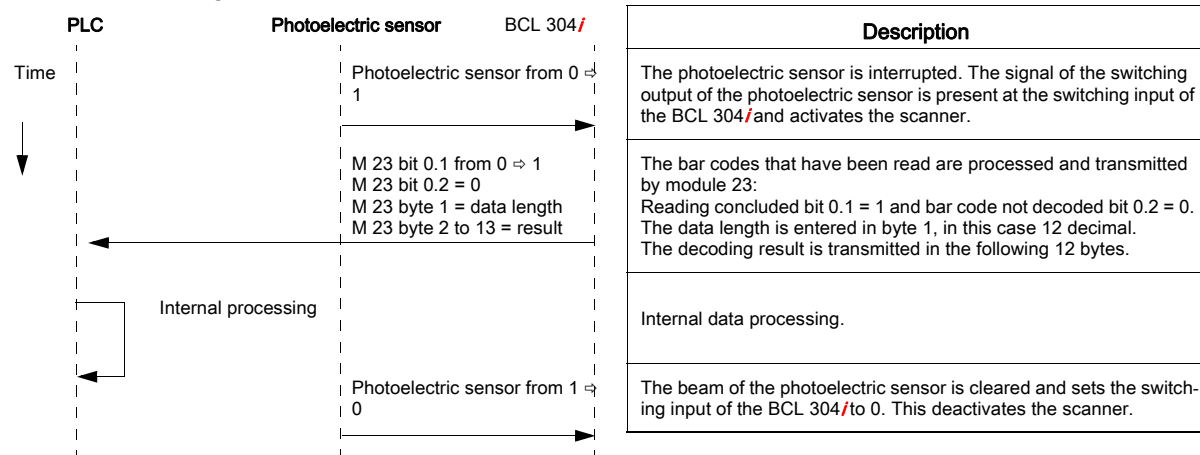 PLC Photoelectric sensor BCL 304i
Description
Time
Photoelectric sensor from 0 ⇨
1
The photoelectric sensor is interrupted. The signal of the switching
output of the photoelectric sensor is present at the switching input of
the BCL 304i and activates the scanner.
M 23 bit 0.1 from 0 ⇨ 1
M 23 bit 0.2 = 0
M 23 byte 1 = data length
M 23 byte 2 to 13 = result
The bar codes that have been read are processed and transmitted
by module 23:
Reading concluded bit 0.1 = 1 and bar code not decoded bit 0.2 = 0.
The data length is entered in byte 1, in this case 12 decimal.
The decoding result is transmitted in the following 12 bytes.
Internal processing
Internal data processing.
Photoelectric sensor from 1 ⇨
0
The beam of the photoelectric sensor is cleared and sets the switch-
ing input of the BCL 304i to 0. This deactivates the scanner.